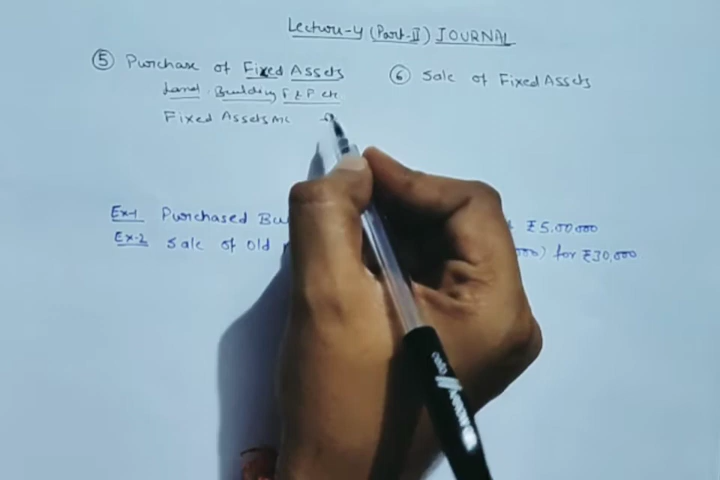 Lecture-4 (Part-II) JOURNAL
⑤ Purchase of Fixed Assets
Land Building F & F etc
Fixed Assets A/c
⑥ Sale of Fixed Assets
Ex-1 Purchased ₹5,00,000
Ex-2 Sale of Old for ₹30,000